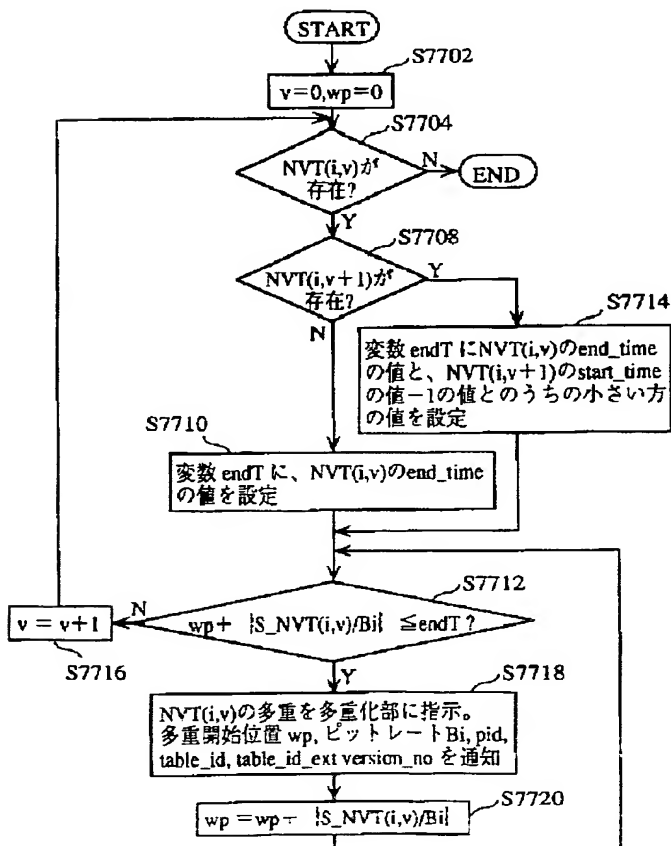 START
S7702
v=0,wp=0
S7704
NVT(i,v)が
存在?
N
END
Y
S7708
NVT(i,v+1)が
存在?
Y
N
S7714
変数 endT にNVT(i,v)のend_time
の値と、NVT(i,v+1)のstart_time
の値-1の値とのうちの小さい方
の値を設定
S7710
変数 endT に、NVT(i,v)のend_time
の値を設定
S7712
wp+ |S_NVT(i,v)/Bi| ≦endT?
N
v = v+1
S7716
Y
S7718
NVT(i,v)の多重を多重化部に指示。
多重開始位置 wp, ビットレートBi, pid,
table_id, table_id_ext version_no を通知
S7720
wp =wp- |S_NVT(i,v)/Bi|